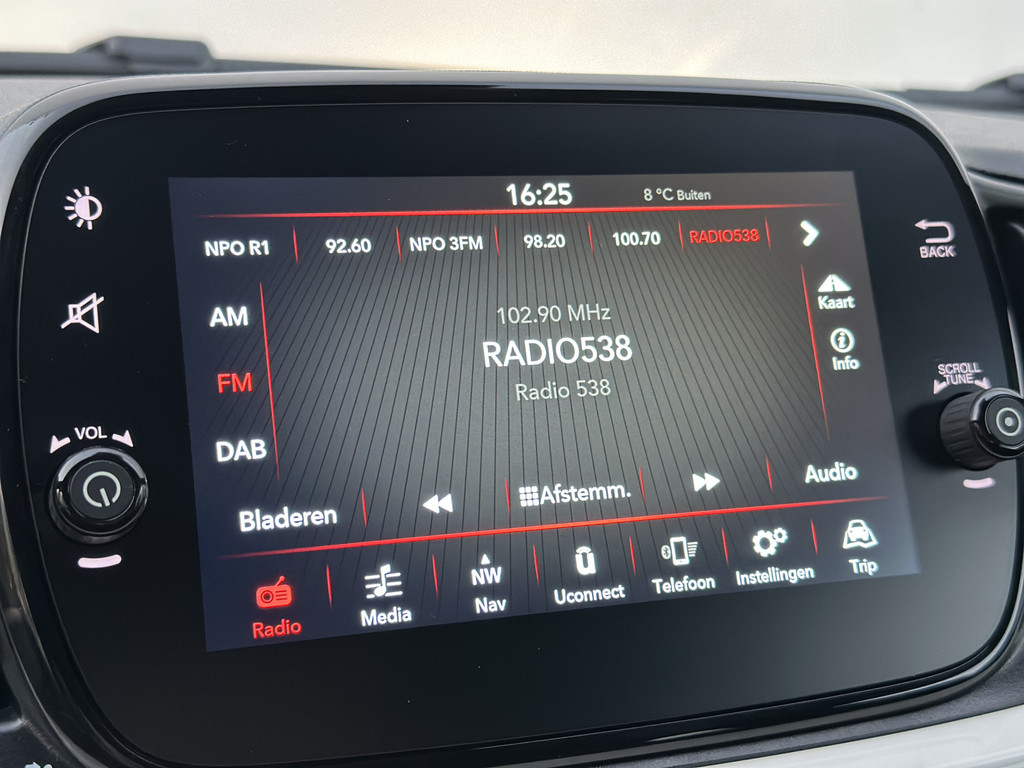 16:25 8 °C Buiten
NPO R1 92.60 NPO 3FM 98.20 100.70 RADIO538
BACK
AM
Kaart
102.90 MHz
RADIO538
Info
FM
Radio 538
SCROLL
TUNE
DAB
VOL
Audio
Bladeren Afstemm.
NW
Radio Media Nav Uconnect Telefoon Instellingen Trip